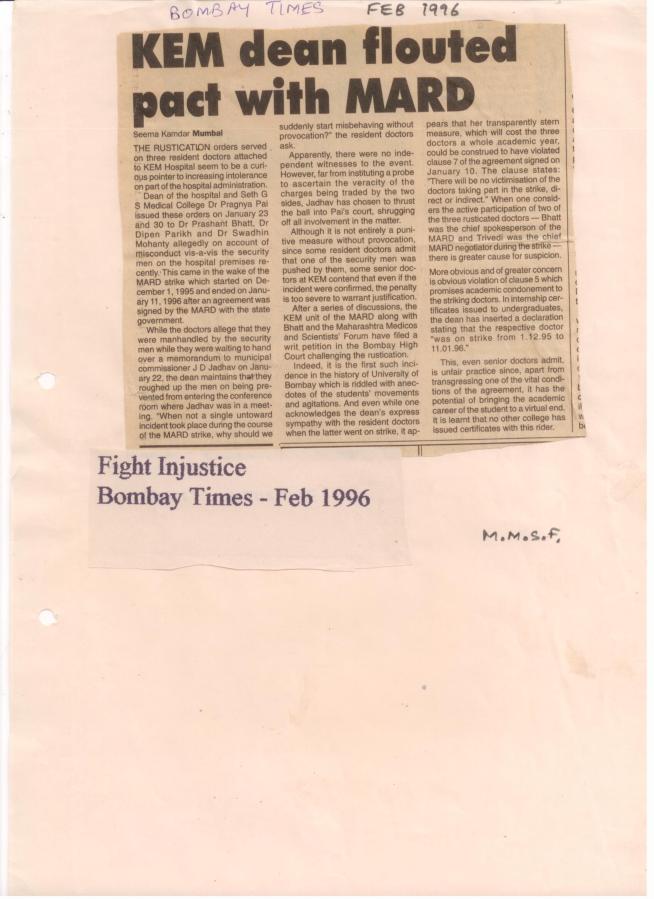 BOMBAY TIMES FEB 1996
KEM dean flouted
pact with MARD
Seema Kamdar Mumbai
THE RUSTICATION orders served
on three resident doctors attached
to KEM Hospital seem to be a curi-
ous pointer to increasing intolerance
on part of the hospital administration.
Dean of the hospital and Seth G
S Medical College Dr Pragnya Pai
issued these orders on January 23
and 30 to Dr Prashant Bhatt, Dr
Dipen Parikh and Dr Swadhin
Mohanty allegedly on account of
misconduct vis-a-vis the security
men on the hospital premises re-
cently. This came in the wake of the
MARD strike which started on De-
cember 1, 1995 and ended on Janu-
ary 11, 1996 after an agreement was
signed by the MARD with the state
government.
While the doctors allege that they
were manhandled by the security
men while they were waiting to hand
over a memorandum to municipal
commissioner J D Jadhav on Janu-
ary 22, the dean maintains that they
roughed up the men on being pre-
vented from entering the conference
room where Jadhav was in a meet-
ing. "When not a single untoward
incident took place during the course
of the MARD strike, why should we
suddenly start misbehaving without
provocation?" the resident doctors
ask.
Apparently, there were no inde-
pendent witnesses to the event.
However, far from instituting a probe
to ascertain the veracity of the
charges being traded by the two
sides, Jadhav has chosen to thrust
the ball into Pai's court, shrugging
off all involvement in the matter.
Although it is not entirely a puni-
tive measure without provocation,
since some resident doctors admit
that one of the security men was
pushed by them, some senior doc-
tors at KEM contend that even if the
incident were confirmed, the penalty
is too severe to warrant justification.
After a series of discussions, the
KEM unit of the MARD along with
Bhatt and the Maharashtra Medicos
and Scientists' Forum have filed a
writ petition in the Bombay High
Court challenging the rustication.
Indeed, it is the first such inci-
dence in the history of University of
Bombay which is riddled with anec-
dotes of the students' movements
and agitations. And even while one
acknowledges the dean's express
sympathy with the resident doctors
when the latter went on strike, it ap-
pears that her transparently stern
measure, which will cost the three
doctors a whole academic year,
could be construed to have violated
clause 7 of the agreement signed on
January 10. The clause states:
"There will be no victimisation of the
doctors taking part in the strike, di-
rect or indirect." When one consid-
ers the active participation of two of
the three rusticated doctors — Bhatt
was the chief spokesperson of the
MARD and Trivedi was the chief
MARD negotiator during the strike —
there is greater cause for suspicion.
More obvious and of greater concern
is obvious violation of clause 5 which
promises academic condonement to
the striking doctors. In internship cer-
tificates issued to undergraduates,
the dean has inserted a declaration
stating that the respective doctor
"was on strike from 1.12.95 to
11.01.96."
This, even senior doctors admit,
is unfair practice since, apart from
transgressing one of the vital condi-
tions of the agreement, it has the
potential of bringing the academic
career of the student to a virtual end.
It is learnt that no other college has
issued certificates with this rider.
Fight Injustice
Bombay Times - Feb 1996
M.M.S.F.